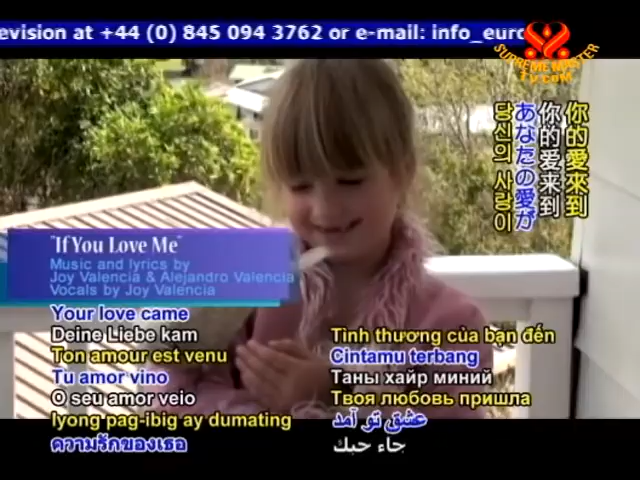 evision at +44 (0) 845 094 3762 or e-mail: info_euro
SUPREME MASTER
TV.COM
你的愛來到
你的爱来到
あなたの愛が
당신의 사랑이
"If You Love Me"
Music and lyrics by
Joy Valencia & Alejandro Valencia
Vocals by Joy Valencia
Your love came
Deine Liebe kam
Ton amour est venu
Tu amor vino
O seu amor veio
Iyong pag-ibig ay dumating
ความรักของเธอ
Tình thương của bạn đến
Cintamu terbang
Таны хайр миний
Твоя любовь пришла
عشق تو آمد
جاء حبك